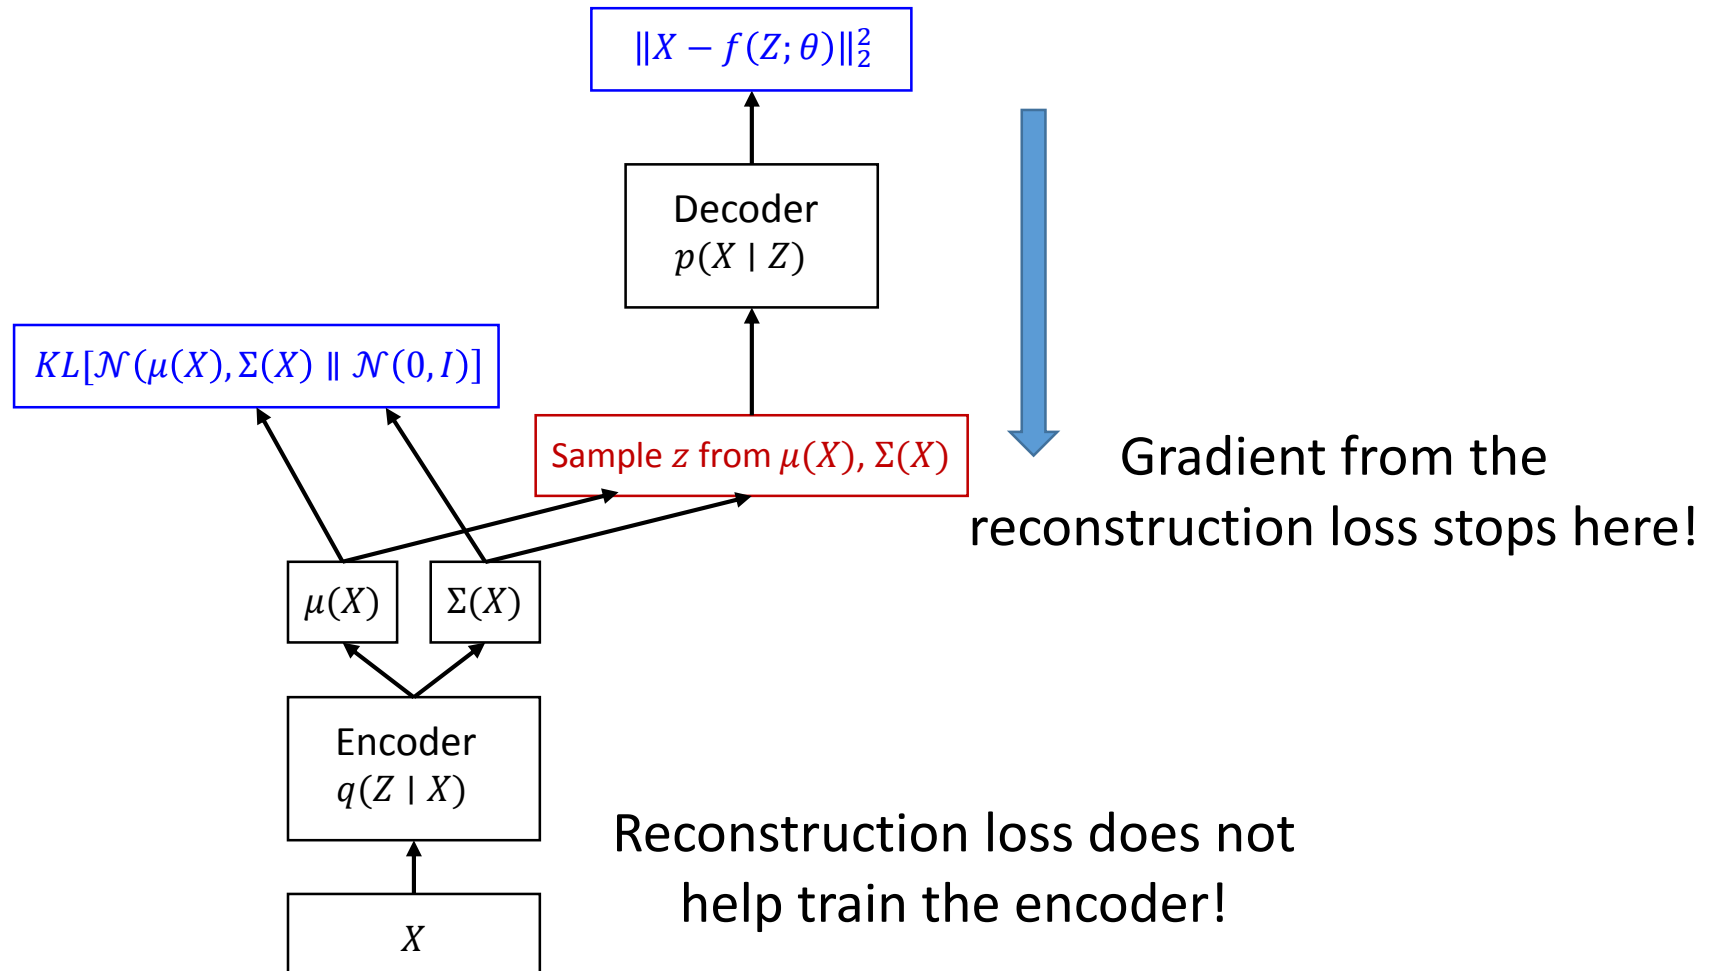 ‖X − f(Z; θ)‖₂²
Decoder
p(X ∣ Z)
KL[𝒩(μ(X), Σ(X) ∥ 𝒩(0, I)]
Sample z from μ(X), Σ(X)
Gradient from the
reconstruction loss stops here!
μ(X)
Σ(X)
Encoder
q(Z ∣ X)
Reconstruction loss does not
help train the encoder!
X